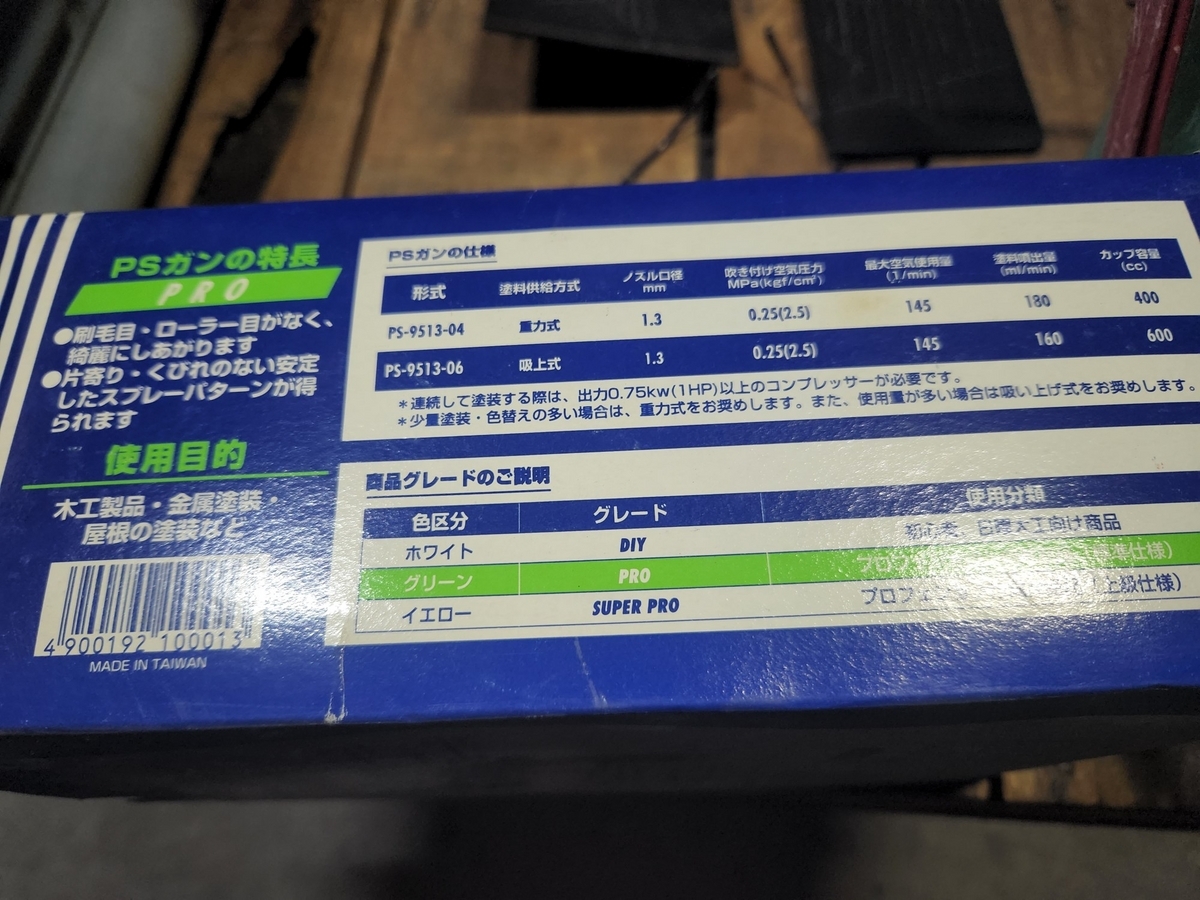 PSガンの特長
PRO
●刷毛目・ローラー目がなく、
綺麗にしあがります
●片寄り・くびれのない安定
したスプレーパターンが得
られます
使用目的
木工製品・金属塗装・
屋根の塗装など
4 900192 100013
MADE IN TAIWAN
PSガンの仕様
形式 塗料供給方式 ノズル口径 mm 吹き付け空気圧力 MPa(kgf/cm²) 最大空気使用量 (1/min) 塗料噴出量 (ml/min) カップ容量 (cc)
PS-9513-04 重力式 1.3 0.25(2.5) 145 180 400
PS-9513-06 吸上式 1.3 0.25(2.5) 145 160 600
*連続して塗装する際は、出力0.75kw(1HP)以上のコンプレッサーが必要です。
*少量塗装・色替えの多い場合は、重力式をお奨めします。また、使用量が多い場合は吸い上げ式をお奨めします。
商品グレードのご説明
色区分 グレード 使用分類
ホワイト DIY 日曜大工向け商品
グリーン PRO
イエロー SUPER PRO 上級仕様)